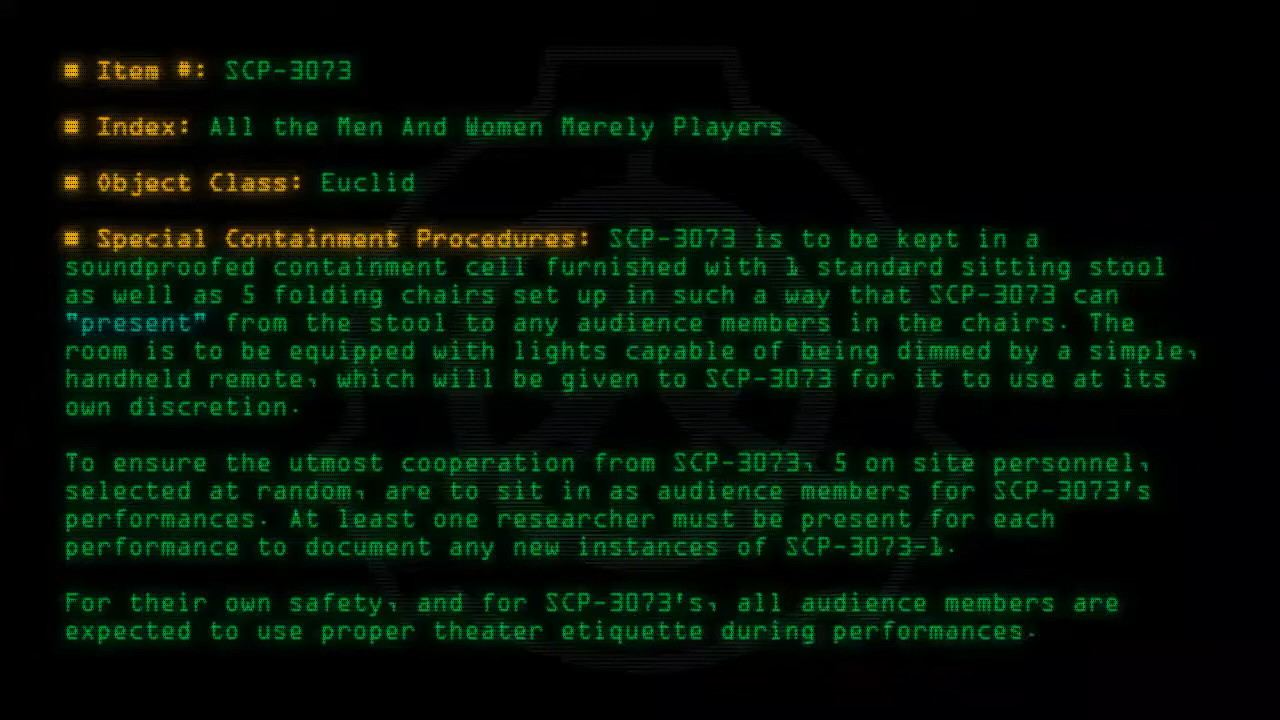 ■ Item #: SCP-3073
■ Index: All the Men And Women Merely Players
■ Object Class: Euclid
■ Special Containment Procedures: SCP-3073 is to be kept in a
soundproofed containment cell furnished with 1 standard sitting stool
as well as 5 folding chairs set up in such a way that SCP-3073 can
"present" from the stool to any audience members in the chairs. The
room is to be equipped with lights capable of being dimmed by a simple,
handheld remote, which will be given to SCP-3073 for it to use at its
own discretion.
To ensure the utmost cooperation from SCP-3073, 5 on site personnel,
selected at random, are to sit in as audience members for SCP-3073's
performances. At least one researcher must be present for each
performance to document any new instances of SCP-3073-1.
For their own safety, and for SCP-3073's, all audience members are
expected to use proper theater etiquette during performances.